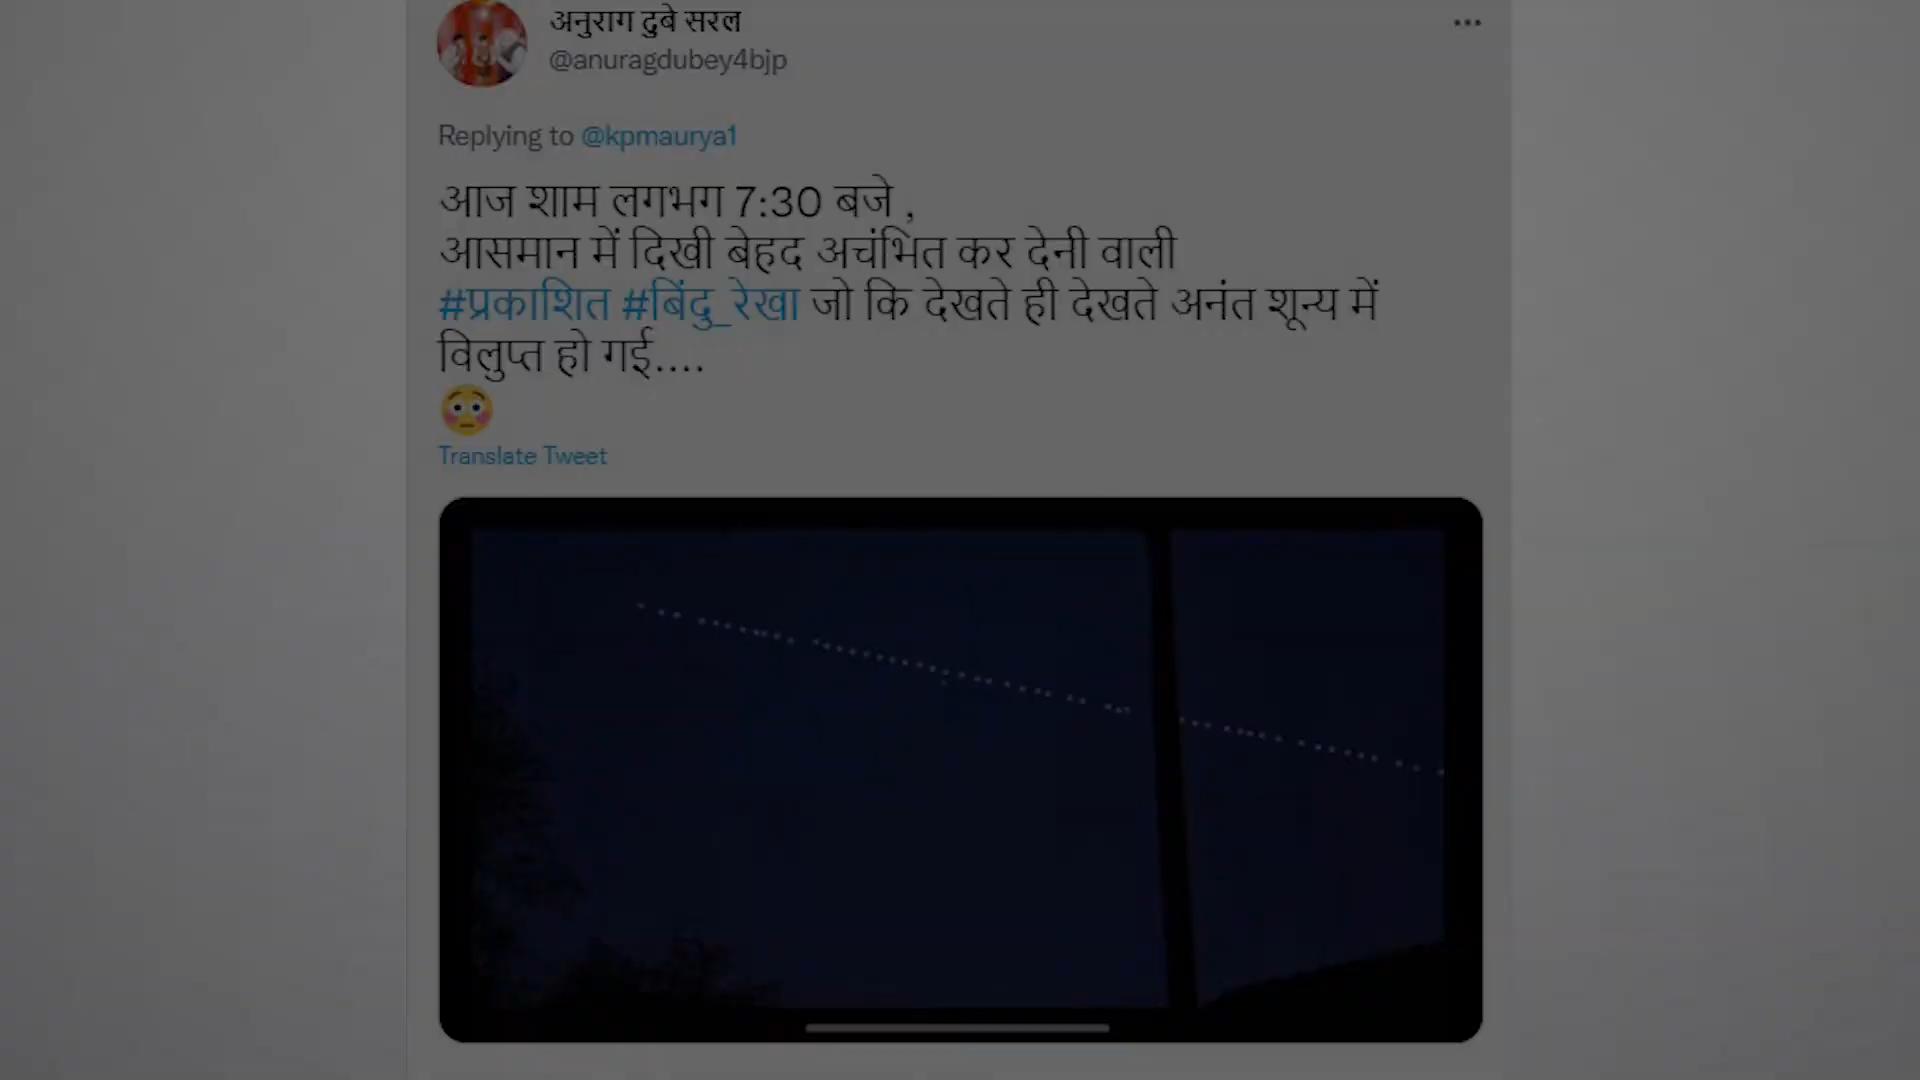 अनुराग दुबे सरल
@anuragdubey4bjp
Replying to @kpmaurya1
आज शाम लगभग 7:30 बजे ,
आसमान में दिखी बेहद अचंभित कर देनी वाली
#प्रकाशित #बिंदु_रेखा जो कि देखते ही देखते अनंत शून्य में
विलुप्त हो गई....
Translate Tweet